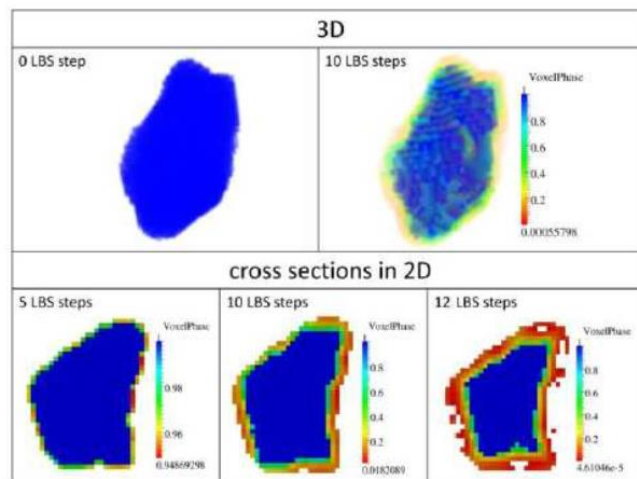 3D
0 LBS step
10 LBS steps
VoxelPhase
0.8
0.6
0.4
0.2
0.00055798
cross sections in 2D
5 LBS steps
VoxelPhase
0.98
0.96
0.94869298
10 LBS steps
VoxelPhase
0.8
0.6
0.4
0.2
0.0182089
12 LBS steps
VoxelPhase
0.8
0.6
0.4
0.2
4.61046e-5